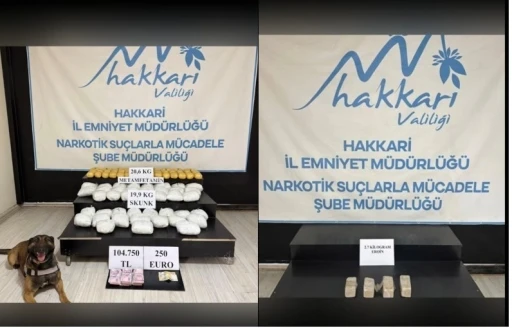 hakkari
Valiliği
HAKKARİ
İL EMNİYET MÜDÜRLÜĞÜ
NARKOTİK SUÇLARLA MÜCADELE
ŞUBE MÜDÜRLÜĞÜ
28,6 KG
METAMFETAMİN
19,9 KG
SKUNK
104.750
TL
250
EURO
hakkari
Valiliği
HAKKARİ
İL EMNİYET MÜDÜRLÜĞÜ
NARKOTİK SUÇLARLA MÜCADELE
ŞUBE MÜDÜRLÜĞÜ